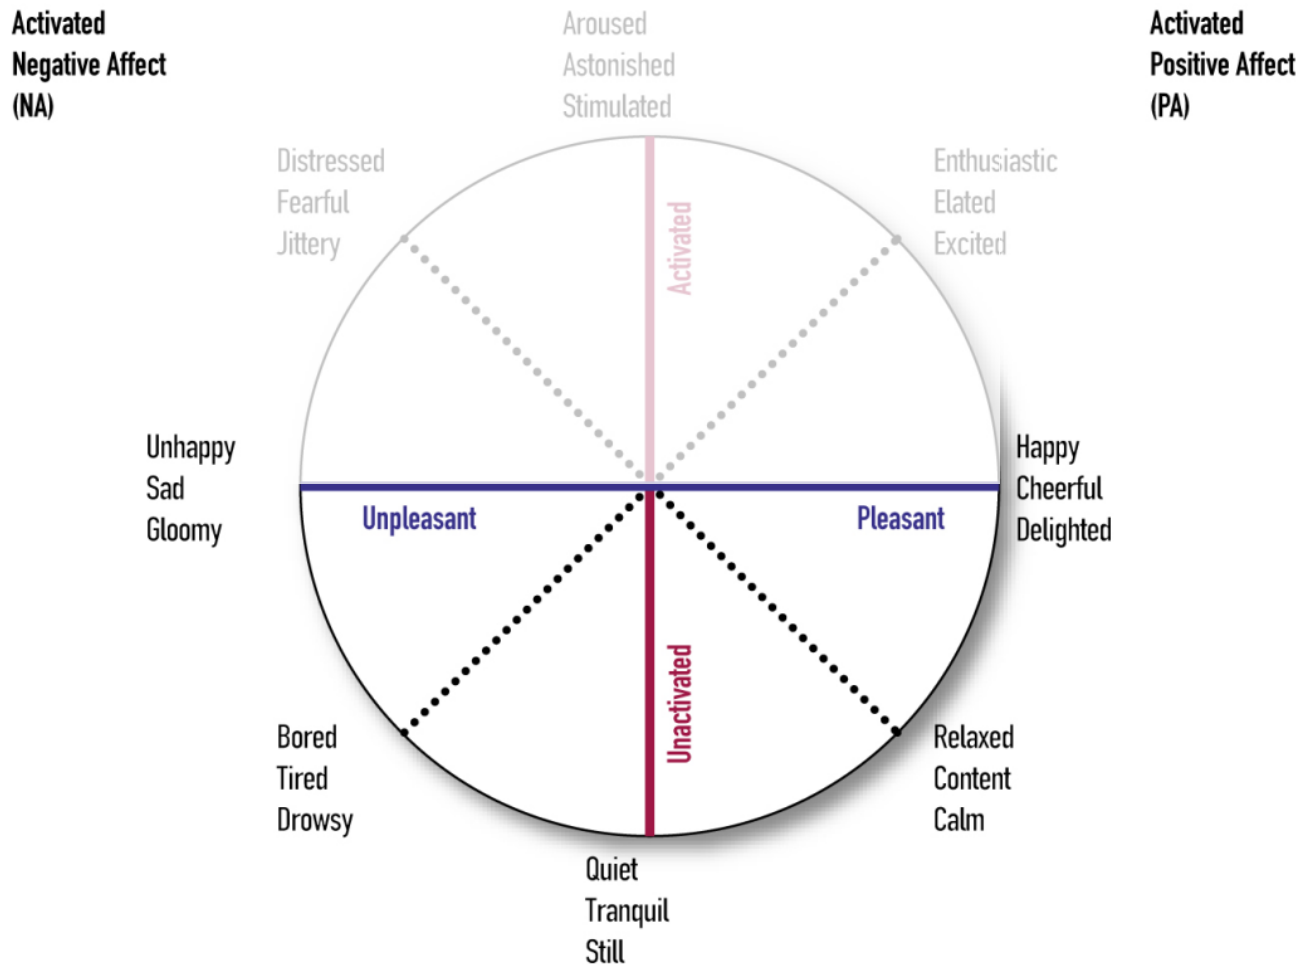 Activated
Negative Affect
(NA)
Aroused
Astonished
Stimulated
Activated
Positive Affect
(PA)
Distressed
Fearful
Jittery
Enthusiastic
Elated
Excited
Activated
Unhappy
Sad
Gloomy
Happy
Cheerful
Delighted
Unpleasant
Pleasant
Unactivated
Bored
Tired
Drowsy
Relaxed
Content
Calm
Quiet
Tranquil
Still